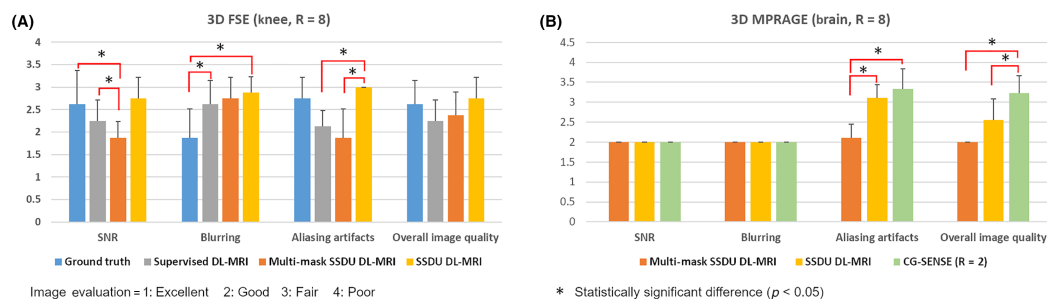 (A)
3D FSE (knee, R = 8)
4
3.5
3
2.5
2
1.5
1
0.5
0
* * * * * *
SNR Blurring Aliasing artifacts Overall image quality
Ground truth Supervised DL-MRI Multi-mask SSDU DL-MRI SSDU DL-MRI
Image evaluation = 1: Excellent 2: Good 3: Fair 4: Poor
(B)
3D MPRAGE (brain, R = 8)
4.5
4
3.5
3
2.5
2
1.5
1
0.5
0
* * * *
SNR Blurring Aliasing artifacts Overall image quality
Multi-mask SSDU DL-MRI SSDU DL-MRI CG-SENSE (R = 2)
* Statistically significant difference (p < 0.05)